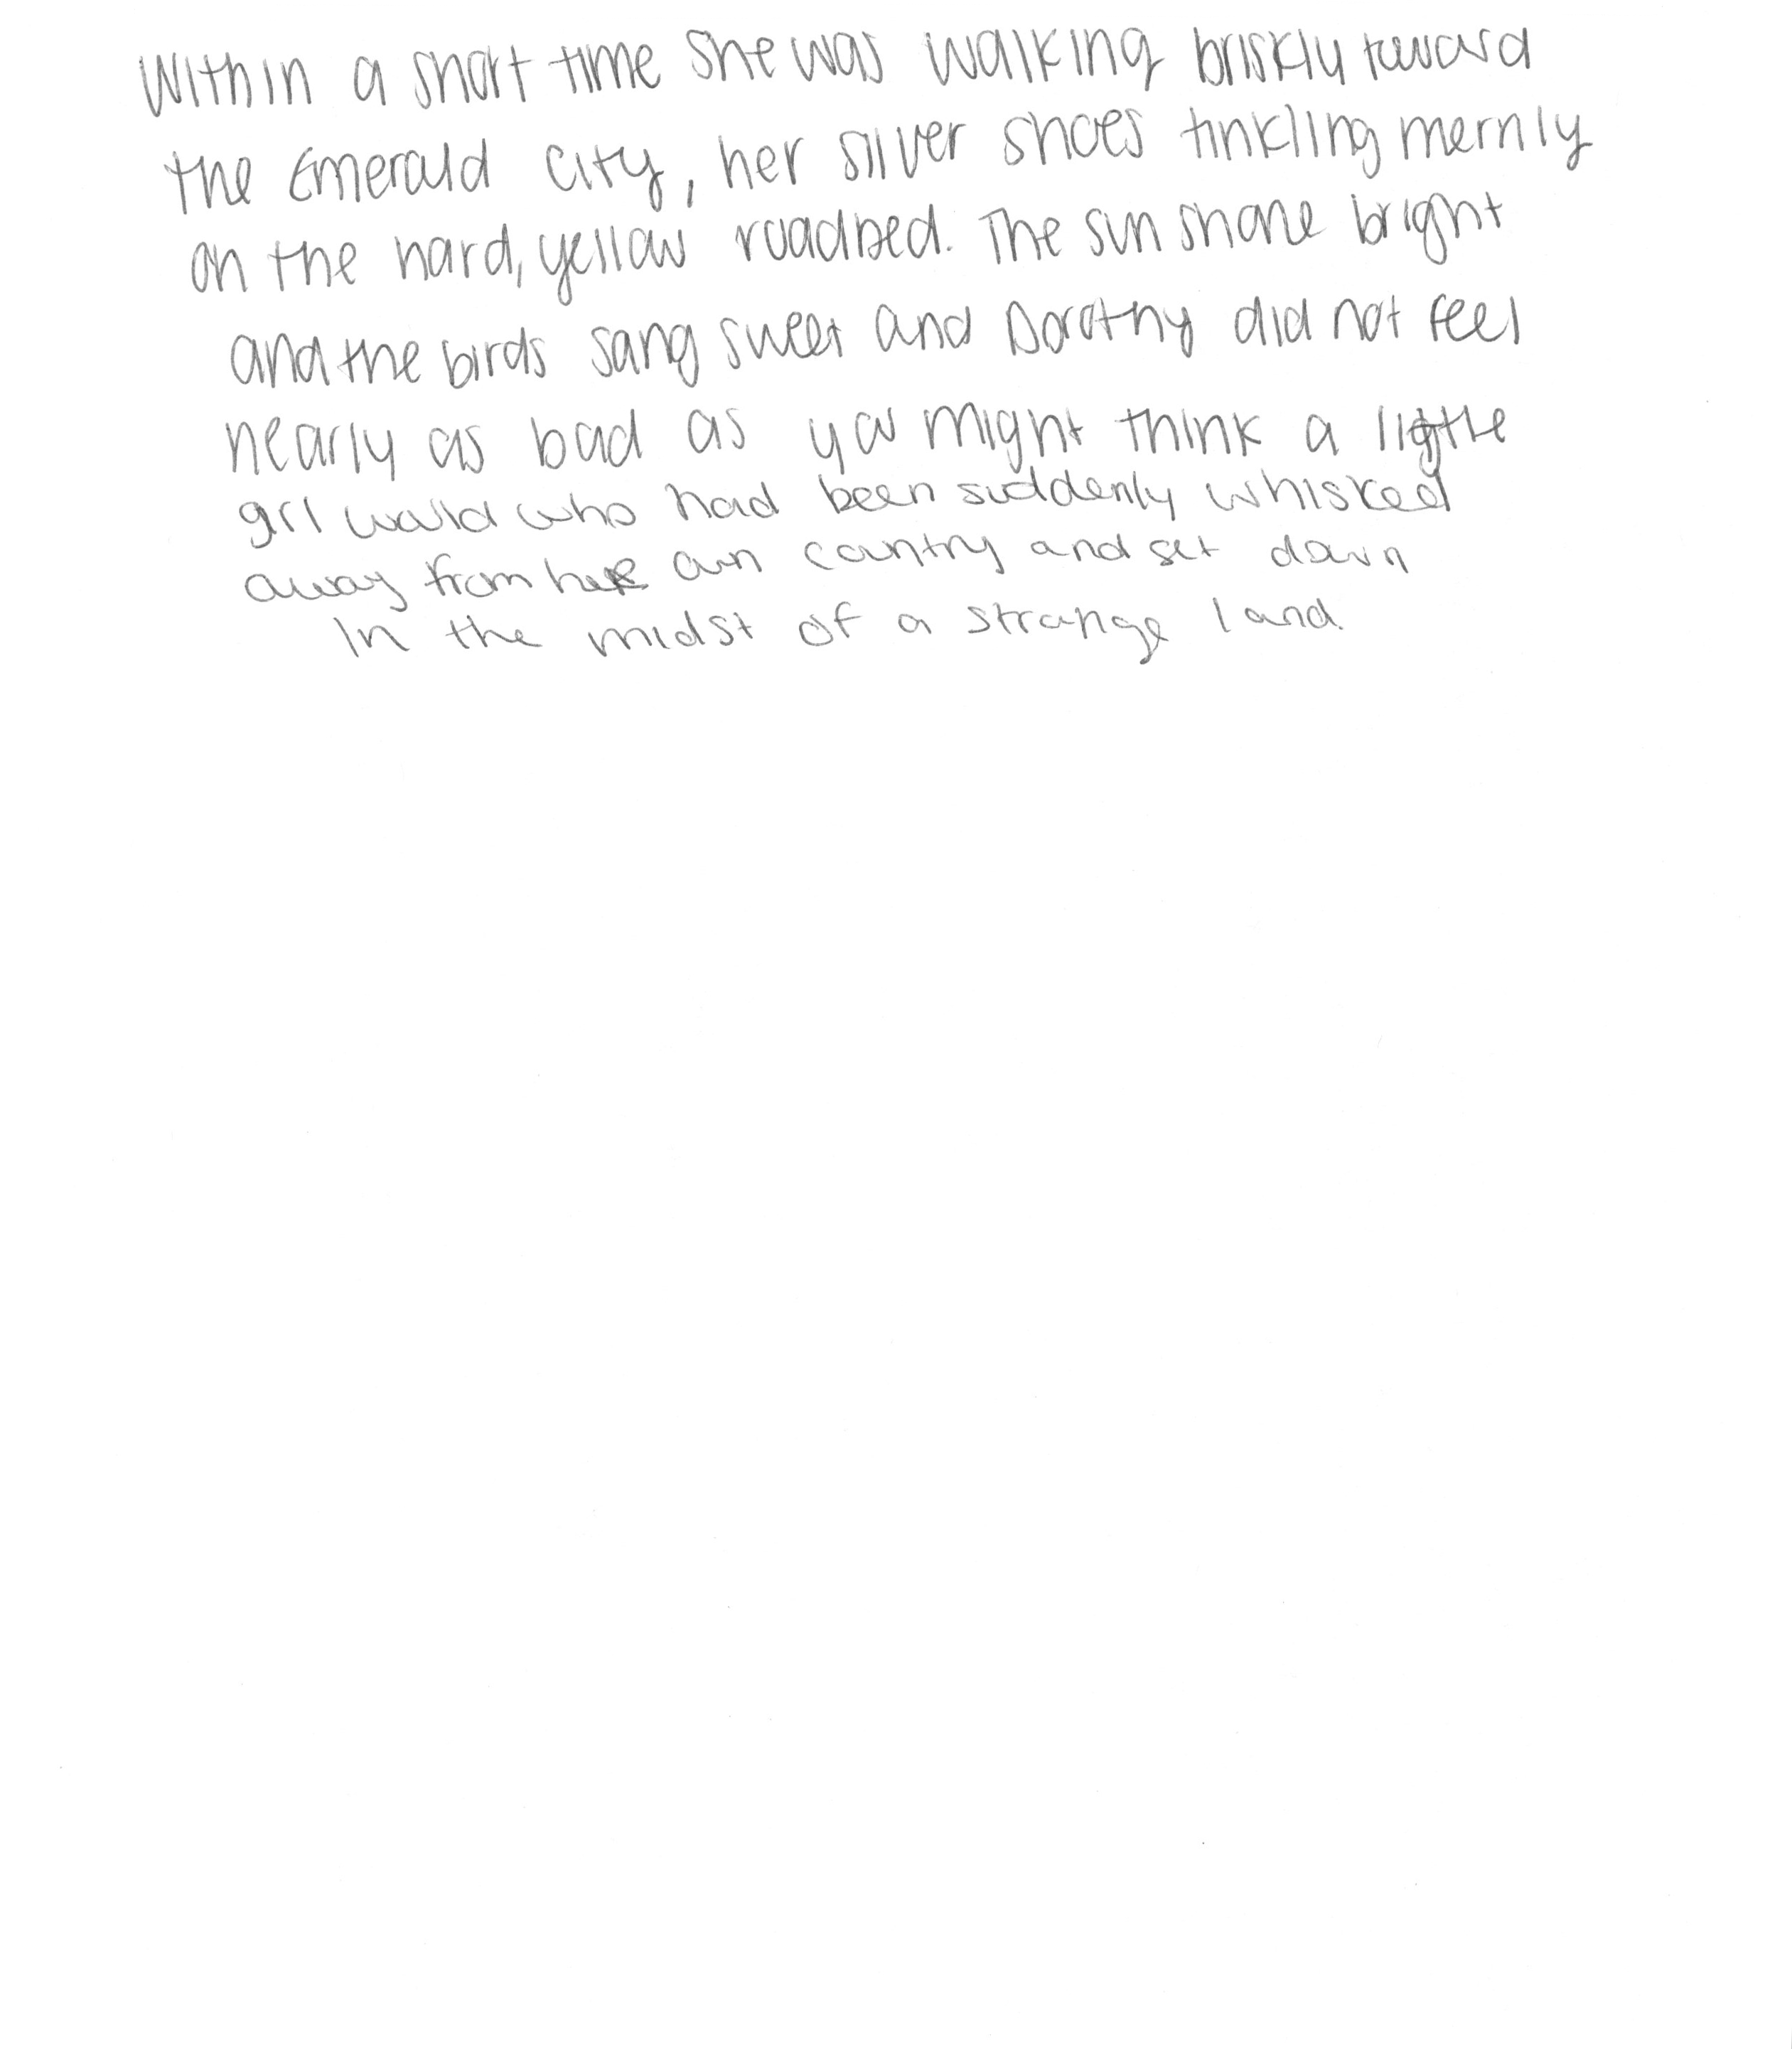 Within a short time she was walking briskly toward
the Emerald City, her silver shoes tinkling merrily
on the hard, yellow roadbed. The sun shone bright
and the birds sang sweet and Dorothy did not feel
nearly as bad as you might think a little
girl would who had been suddenly whisked
away from her own country and set down
in the midst of a strange land.